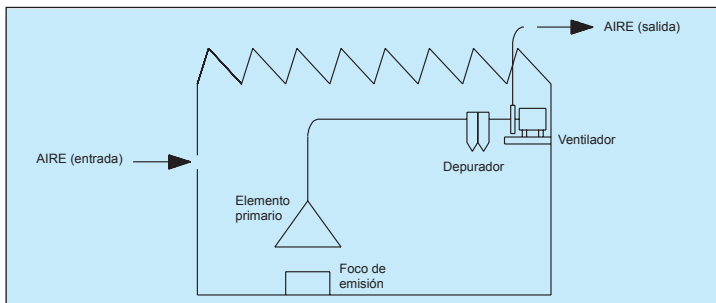 AIRE (salida)
AIRE (entrada)
Ventilador
Depurador
Elemento
primario
Foco de
emisión